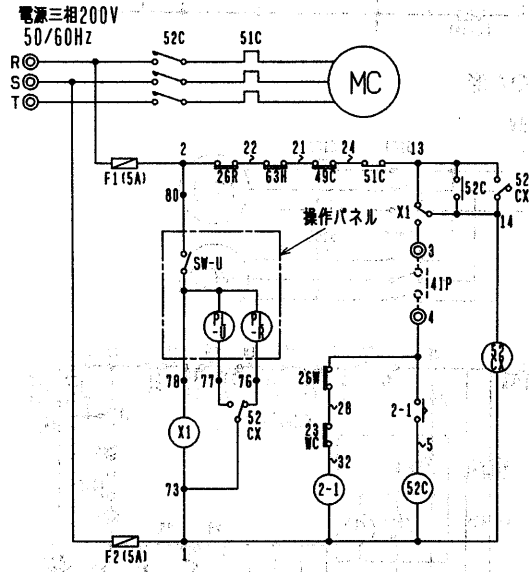 電源三相200V
50/60Hz
52C
51C
R
S
T
MC
2
22
21
24
13
F1(5A)
26R
63H
49C
51C
52C
52
CX
80
X1
14
操作パネル
SW-U
3
41P
4
PL
-U
PL
-R
52
CX
78
77
76
26W
2-1
52
CX
28
X1
23
WC
5
32
73
2-1
52C
F2(5A)
1